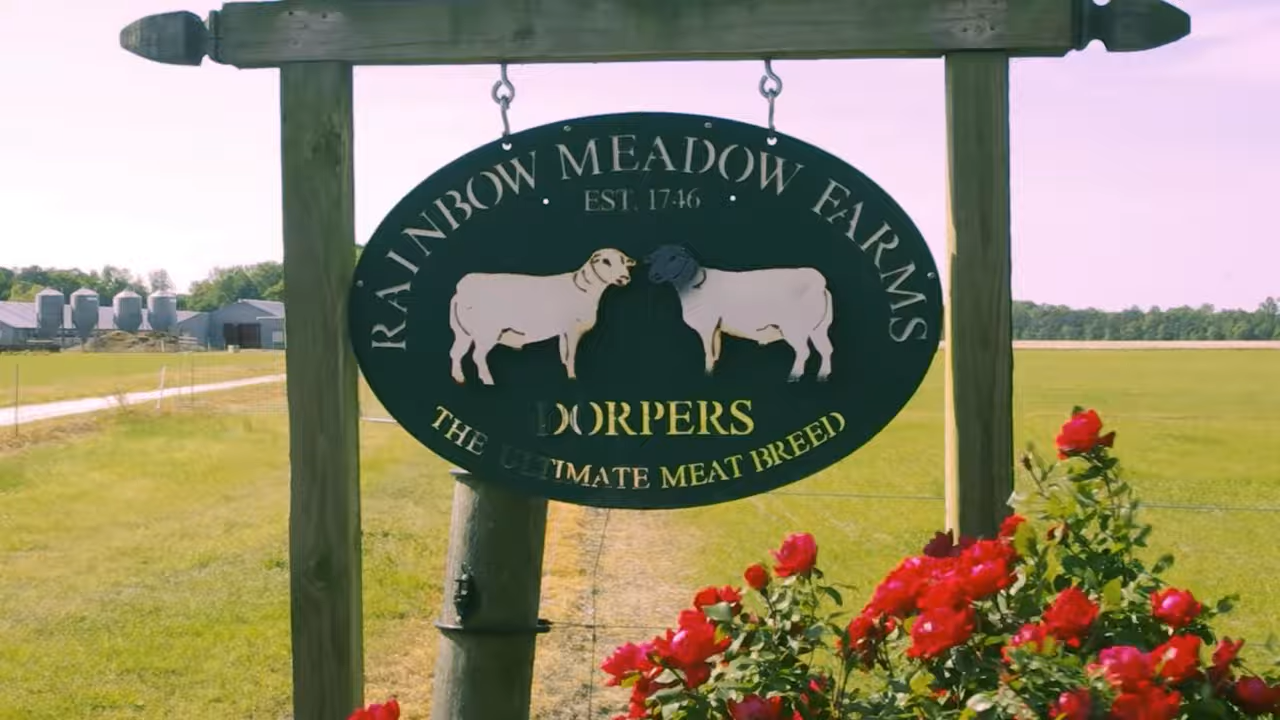 RAINBOW MEADOW FARMS
EST. 1746
DORPERS
THE ULTIMATE MEAT BREED